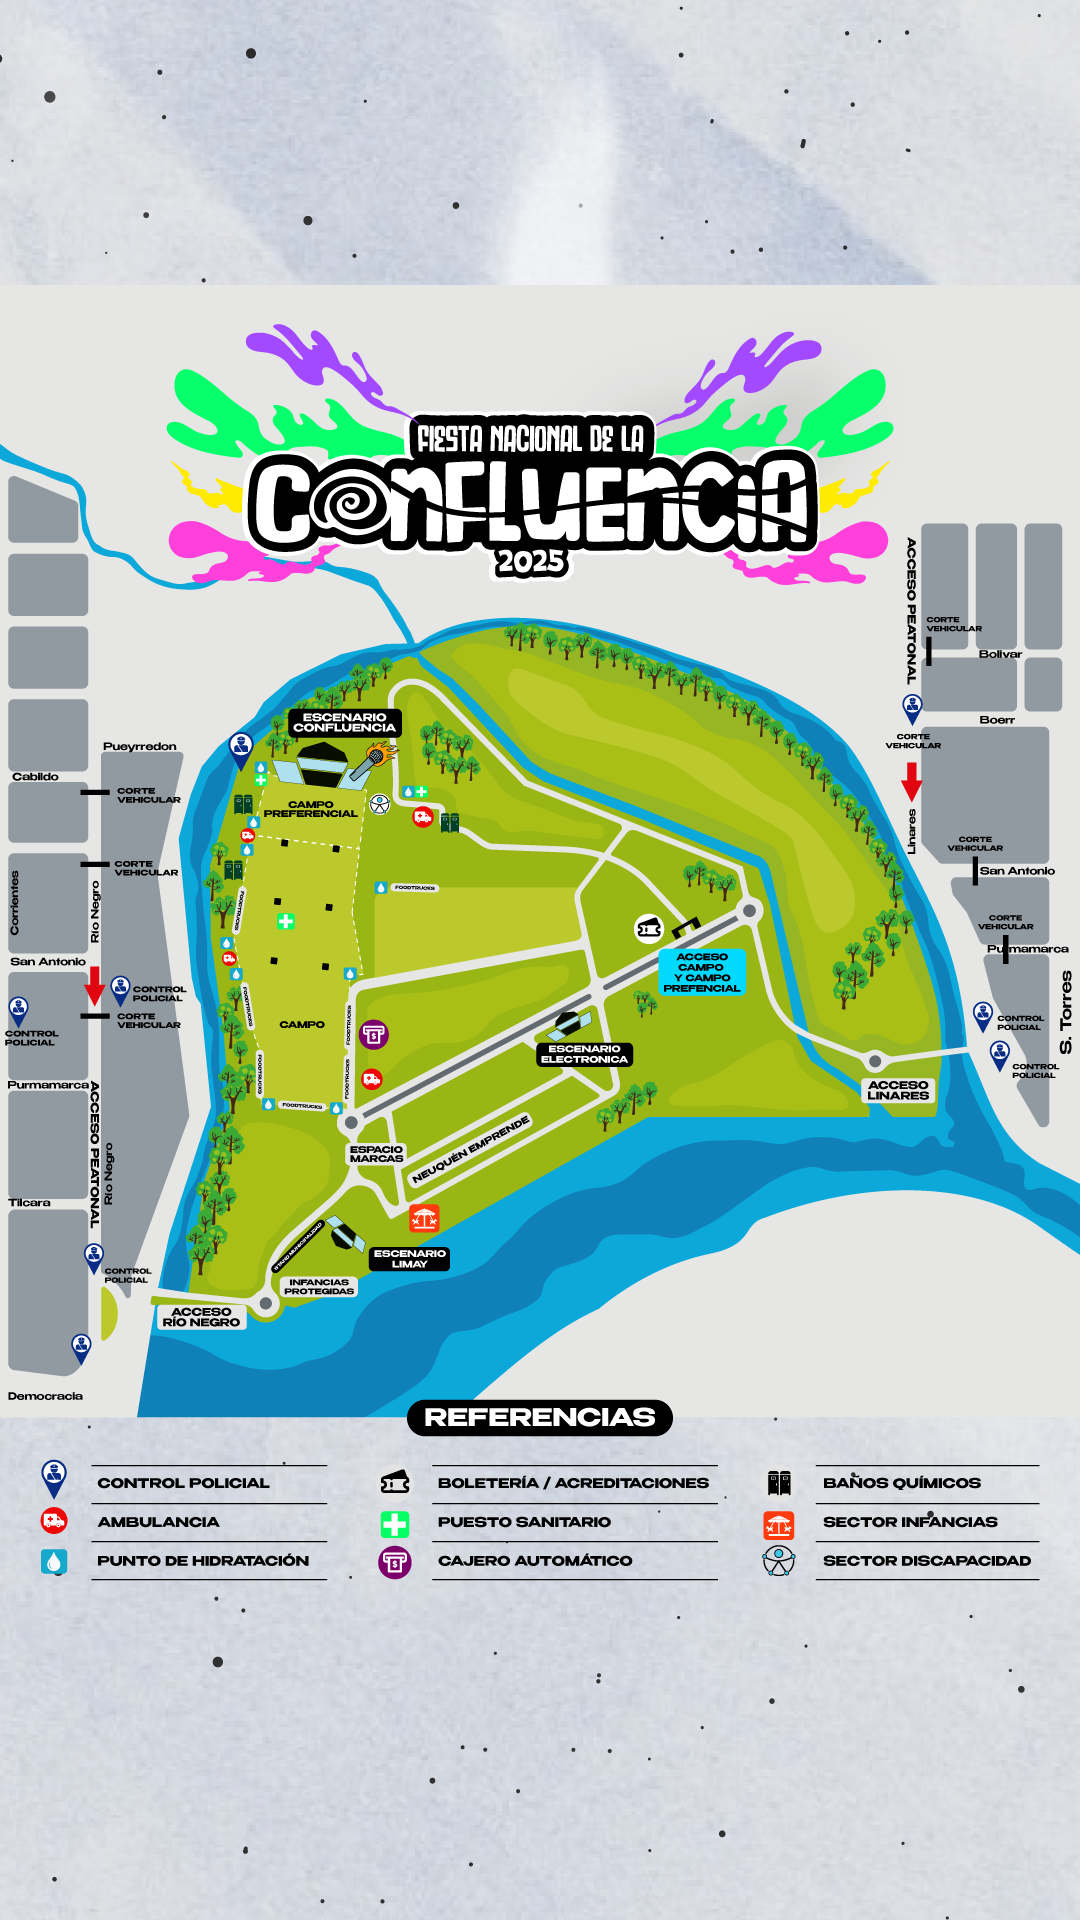 FIESTA NACIONAL DE LA
CONFLUENCIA
2025
ACCESO PEATONAL
CORTE
VEHICULAR
Bolivar
Boerr
CORTE
VEHICULAR
Linares
CORTE
VEHICULAR
San Antonio
CORTE
VEHICULAR
Purmamarca
S. Torres
CONTROL
POLICIAL
CONTROL
POLICIAL
Pueyrredon
Cabildo
CORTE
VEHICULAR
CORTE
VEHICULAR
Corrientes
Río Negro
San Antonio
CONTROL
POLICIAL
CORTE
VEHICULAR
CONTROL
POLICIAL
Purmamarca
ACCESO PEATONAL
Río Negro
Tilcara
CONTROL
POLICIAL
Democracia
ESCENARIO
CONFLUENCIA
CAMPO
PREFERENCIAL
FOODTRUCKS
FOODTRUCKS
FOODTRUCKS
CAMPO
FOODTRUCKS
FOODTRUCKS
FOODTRUCKS
FOODTRUCKS
ACCESO
CAMPO
Y CAMPO
PREFENCIAL
ESCENARIO
ELECTRONICA
ACCESO
LINARES
ESPACIO
MARCAS
NEUQUÉN EMPRENDE
STAND MUNICIPALIDAD
ESCENARIO
LIMAY
INFANCIAS
PROTEGIDAS
ACCESO
RÍO NEGRO
REFERENCIAS
CONTROL POLICIAL
BOLETERÍA / ACREDITACIONES
BAÑOS QUÍMICOS
AMBULANCIA
PUESTO SANITARIO
SECTOR INFANCIAS
PUNTO DE HIDRATACIÓN
CAJERO AUTOMÁTICO
SECTOR DISCAPACIDAD